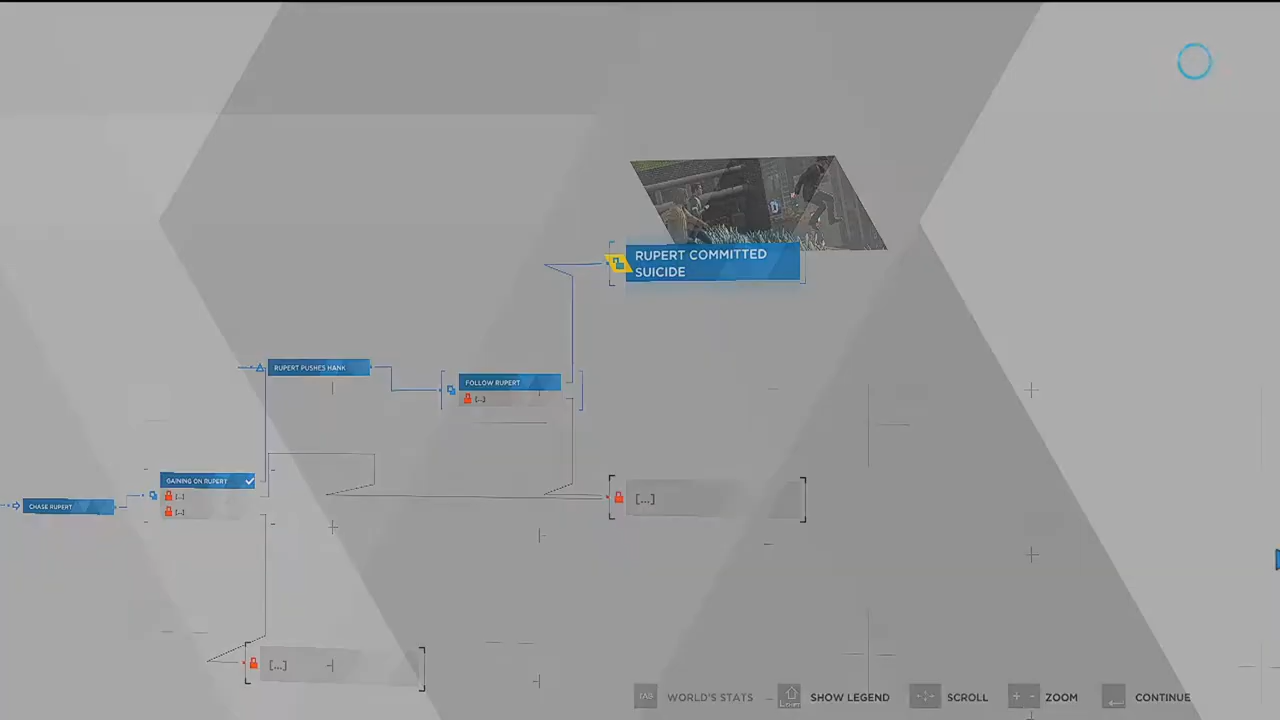 RUPERT COMMITTED
SUICIDE
RUPERT PUSHES HANK
FOLLOW RUPERT
[...]
GAINING ON RUPERT
[...]
[...]
CHASE RUPERT
[...]
[...]
TAB WORLD'S STATS
SHOW LEGEND
SCROLL
+ - ZOOM
CONTINUE